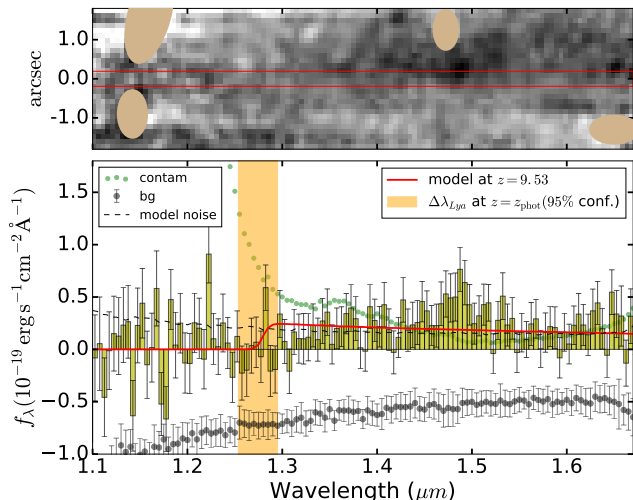 arcsec
1.0
0.0
-1.0
contam
bg
model noise
model at z = 9.53
Δλ_Lya at z = z_phot (95% conf.)
f_λ (10⁻¹⁹ erg s⁻¹ cm⁻² Å⁻¹)
1.5
1.0
0.5
0.0
−0.5
−1.0
1.1 1.2 1.3 1.4 1.5 1.6
Wavelength (μm)